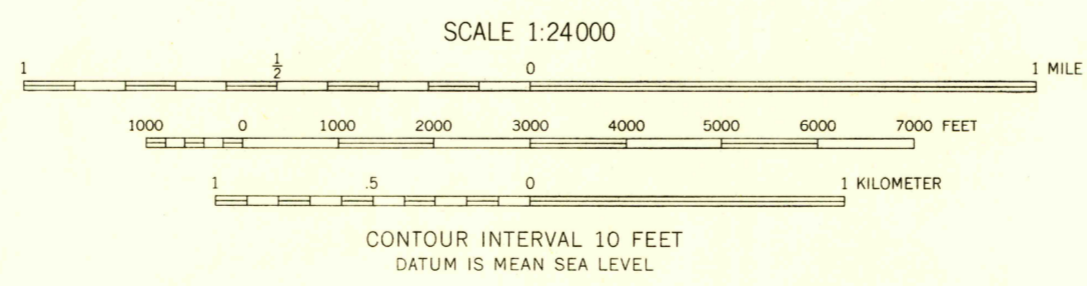 SCALE 1:24000
1 1/2 0 1 MILE
1000 0 1000 2000 3000 4000 5000 6000 7000 FEET
1 .5 0 1 KILOMETER
CONTOUR INTERVAL 10 FEET
DATUM IS MEAN SEA LEVEL